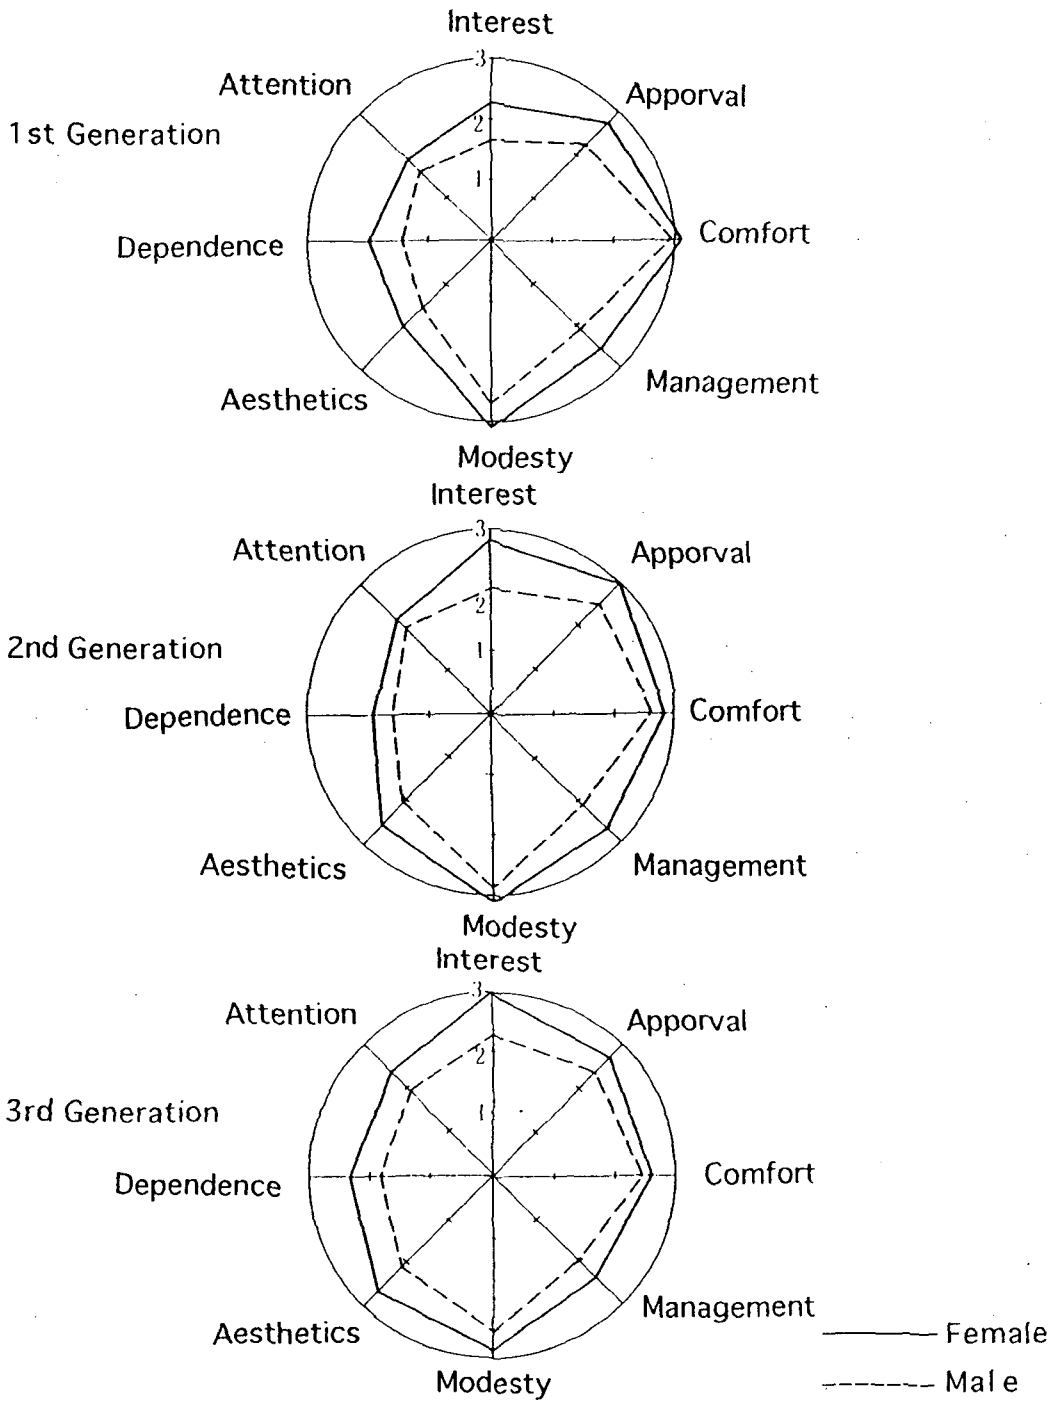 Interest
3
Attention
Apporval
2
1st Generation
1
Dependence
Comfort
Aesthetics
Management
Modesty
Interest
3
Attention
Apporval
2
2nd Generation
1
Dependence
Comfort
Aesthetics
Management
Modesty
Interest
3
Attention
Apporval
2
3rd Generation
1
Dependence
Comfort
Aesthetics
Management
Modesty
Female
Male